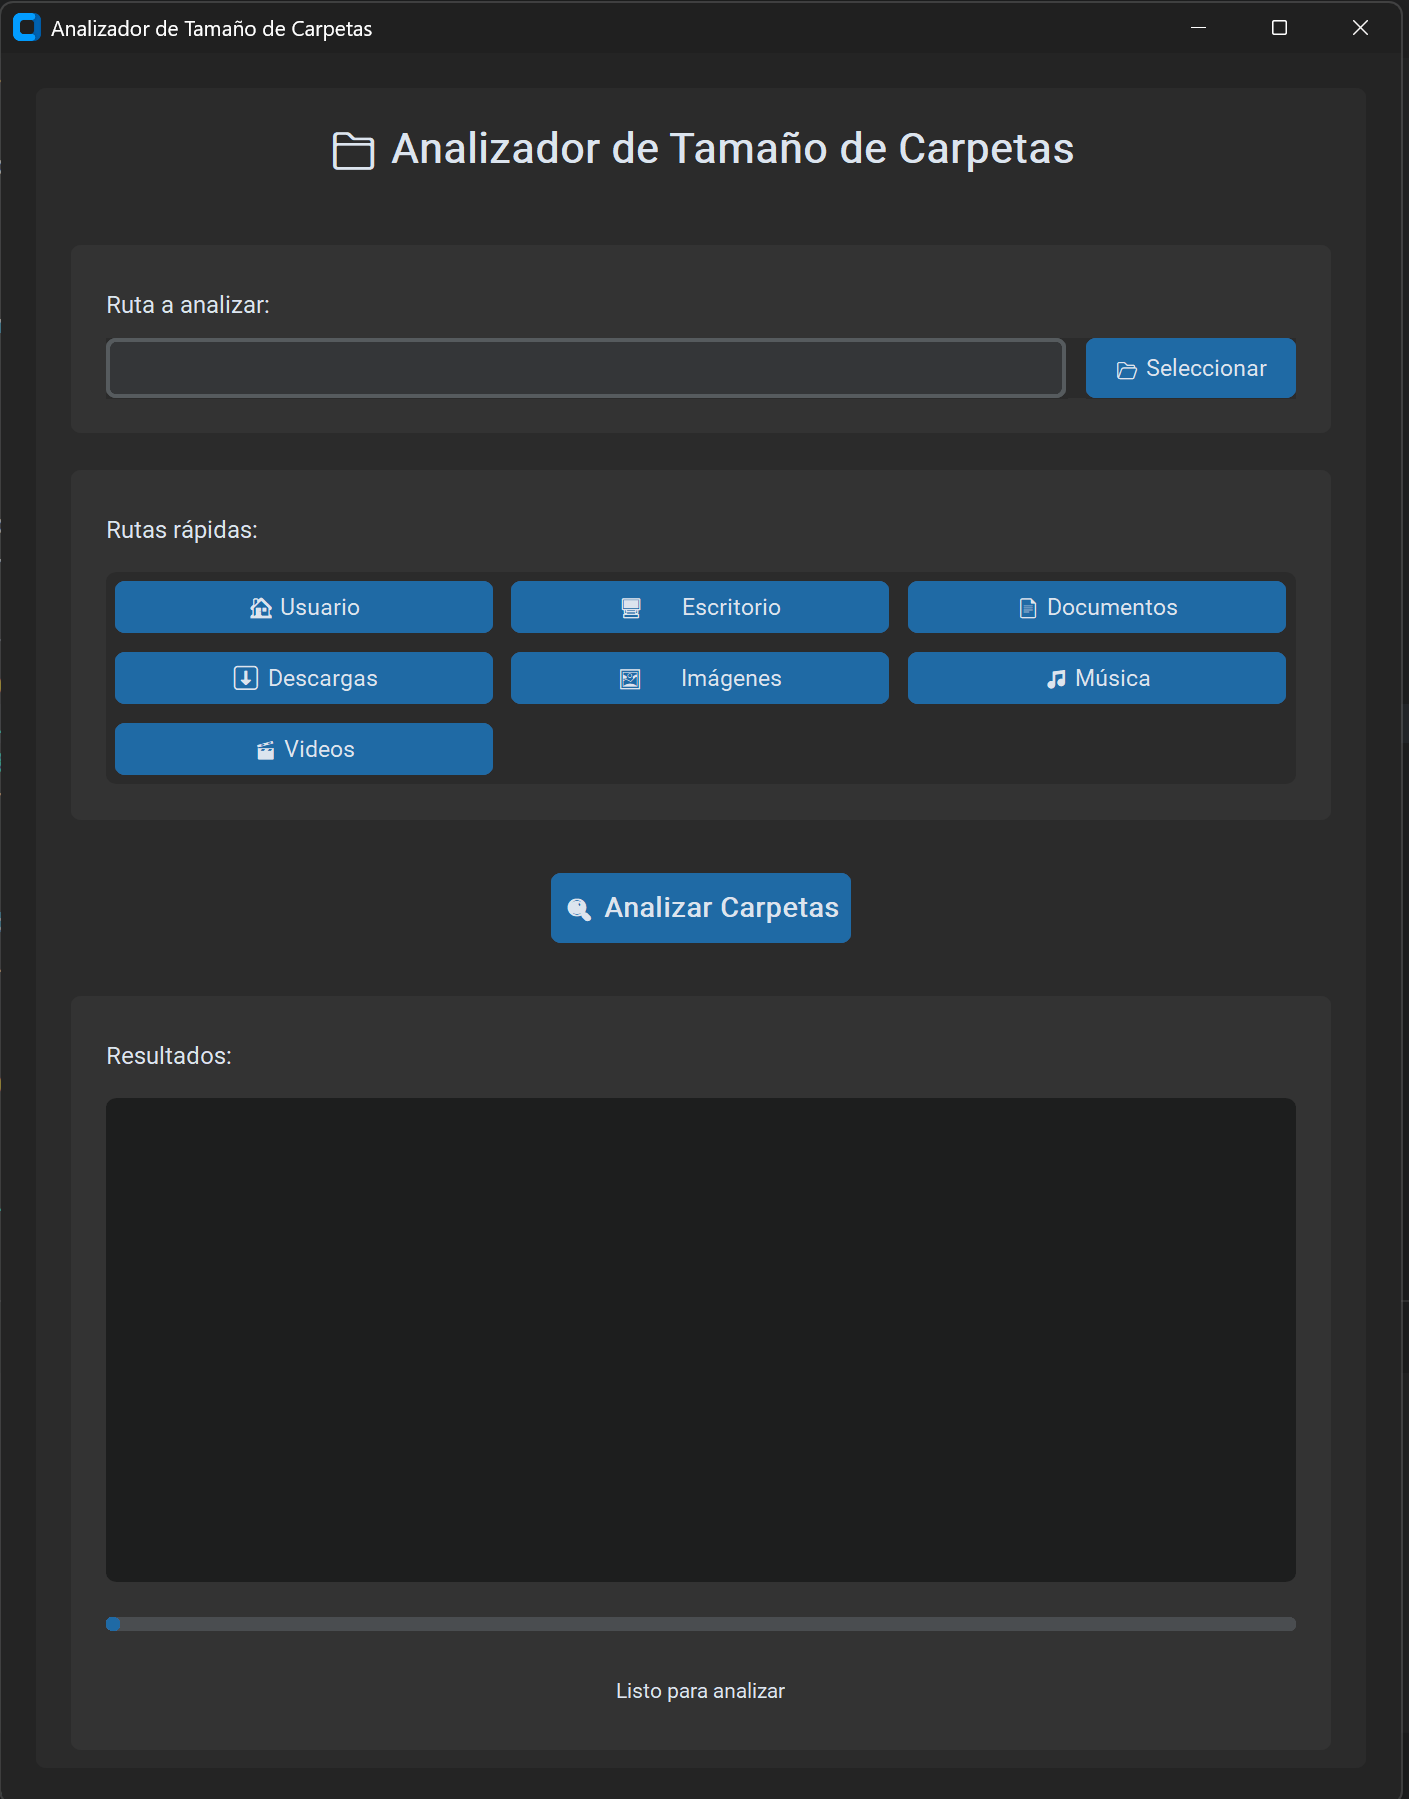 Analizador de Tamaño de Carpetas
Analizador de Tamaño de Carpetas
Ruta a analizar:
Seleccionar
Rutas rápidas:
Usuario Escritorio Documentos
Descargas Imágenes Música
Videos
Analizar Carpetas
Resultados:
Listo para analizar